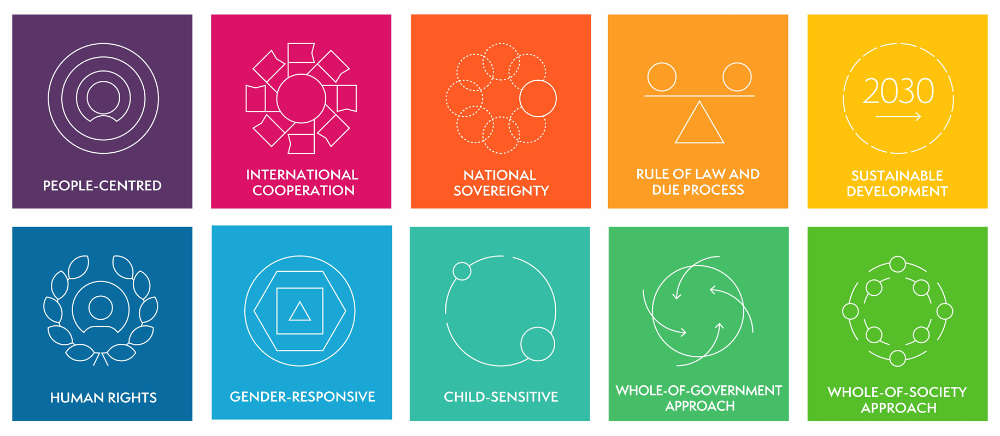 PEOPLE-CENTRED
INTERNATIONAL
COOPERATION
NATIONAL
SOVEREIGNTY
RULE OF LAW AND
DUE PROCESS
2030
SUSTAINABLE
DEVELOPMENT
HUMAN RIGHTS
GENDER-RESPONSIVE
CHILD-SENSITIVE
WHOLE-OF-GOVERNMENT
APPROACH
WHOLE-OF-SOCIETY
APPROACH